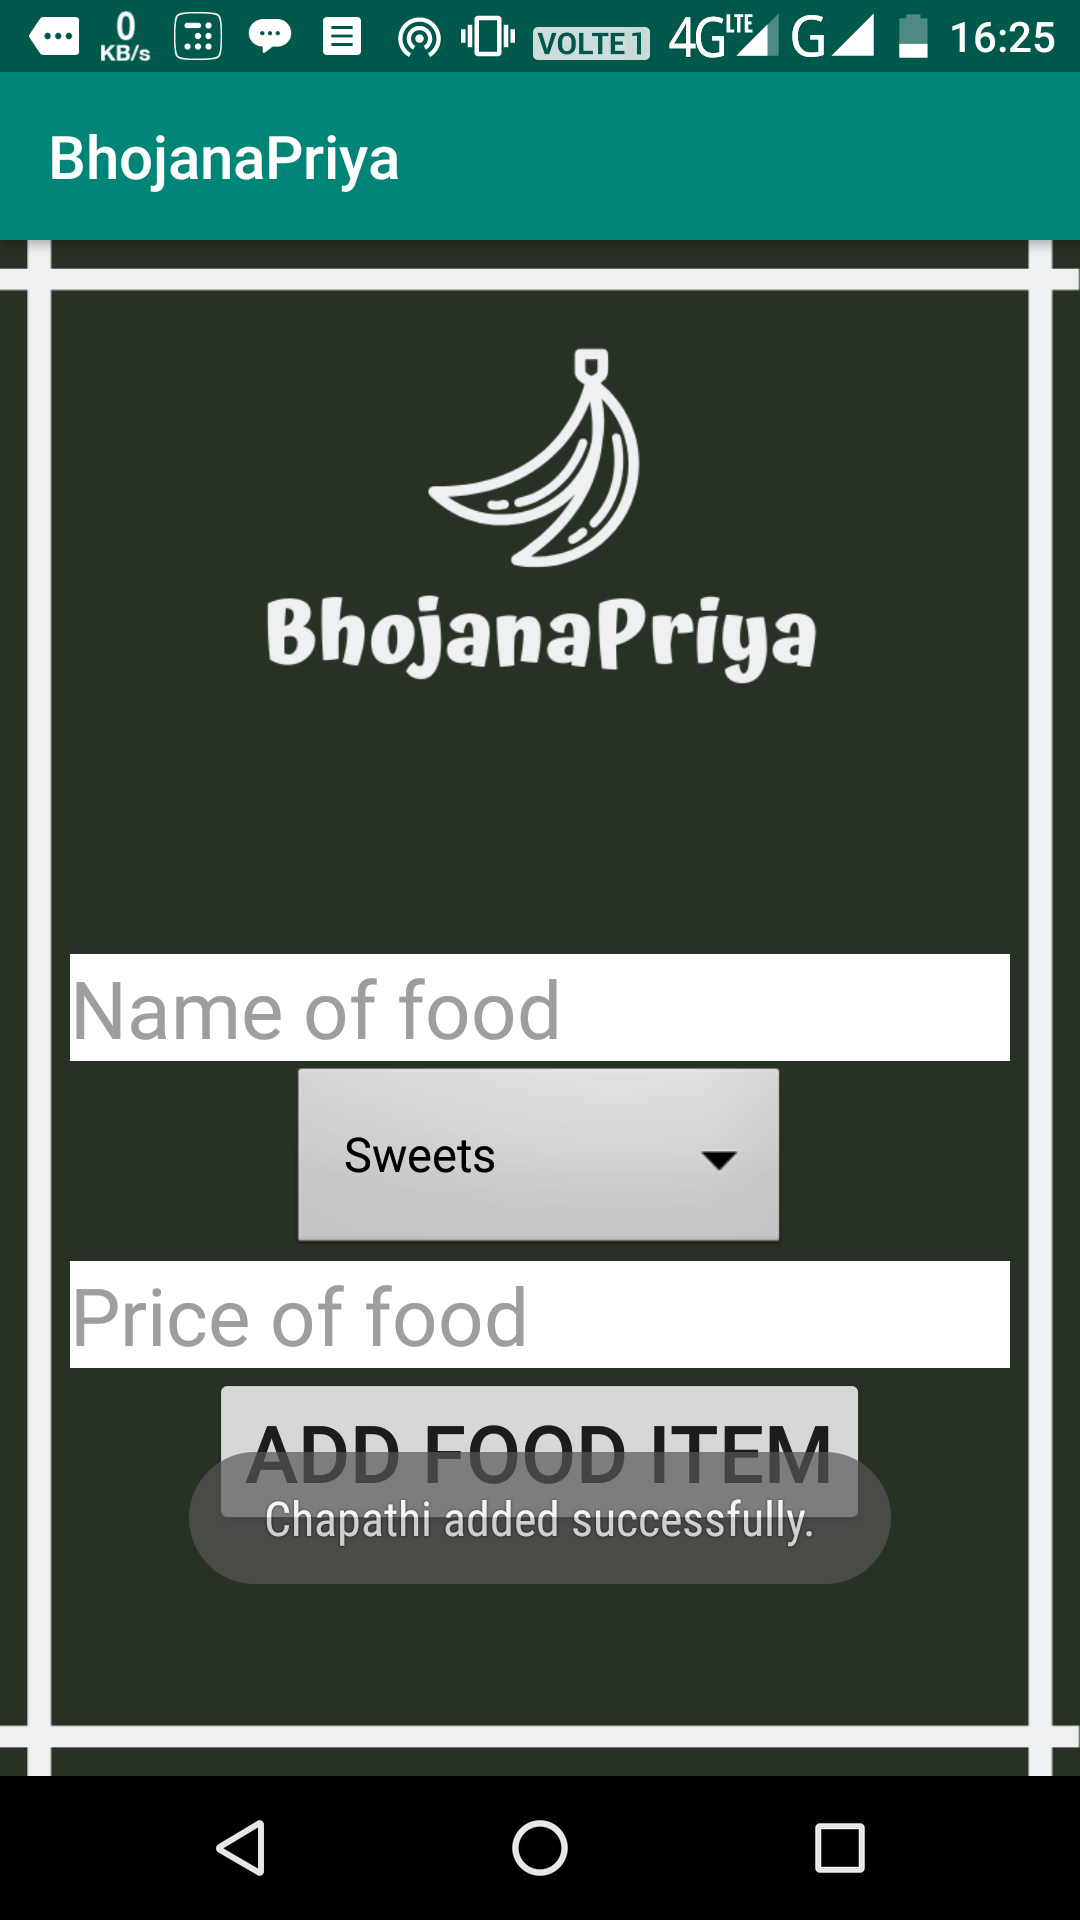 0
KB/s
VOLTE 1
4G LTE
G
16:25
BhojanaPriya
BhojanaPriya
Name of food
Sweets
Price of food
ADD FOOD ITEM
Chapathi added successfully.